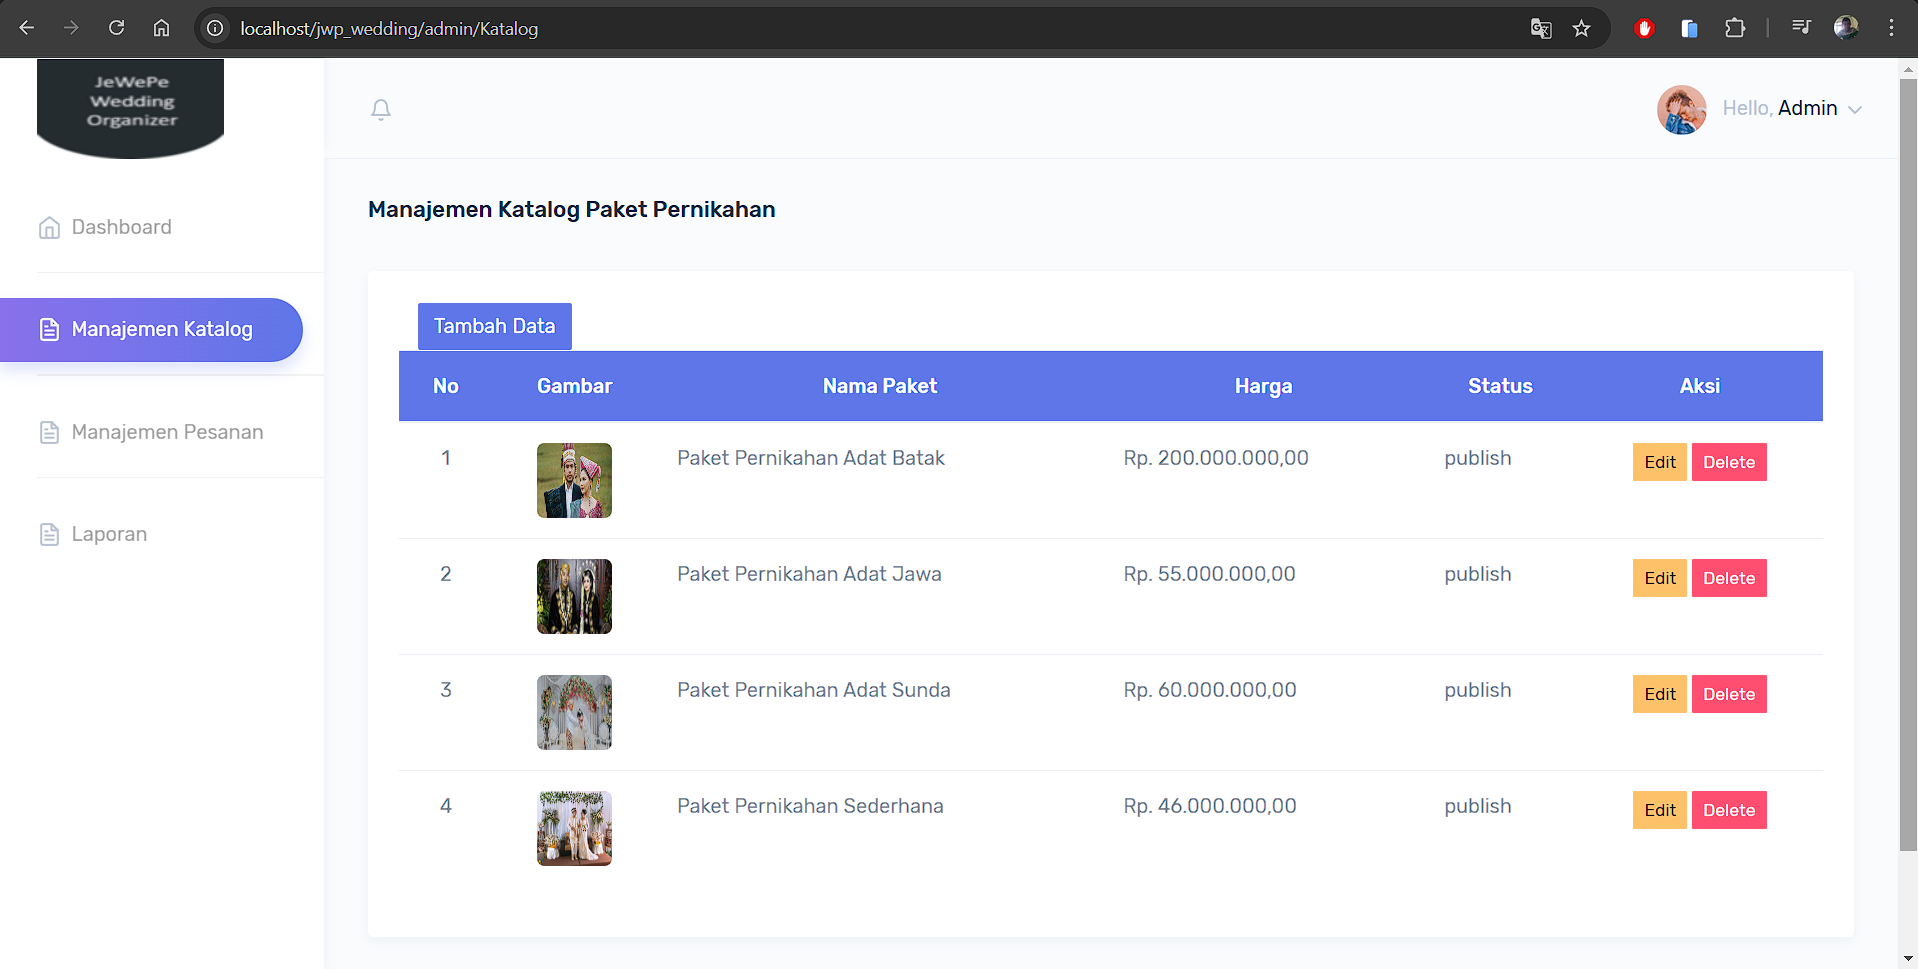 localhost/jwp_wedding/admin/Katalog
JeWePe
Wedding
Organizer
Hello, Admin
Dashboard
Manajemen Katalog
Manajemen Pesanan
Laporan
Manajemen Katalog Paket Pernikahan
Tambah Data
No Gambar Nama Paket Harga Status Aksi
1 Paket Pernikahan Adat Batak Rp. 200.000.000,00 publish Edit Delete
2 Paket Pernikahan Adat Jawa Rp. 55.000.000,00 publish Edit Delete
3 Paket Pernikahan Adat Sunda Rp. 60.000.000,00 publish Edit Delete
4 Paket Pernikahan Sederhana Rp. 46.000.000,00 publish Edit Delete